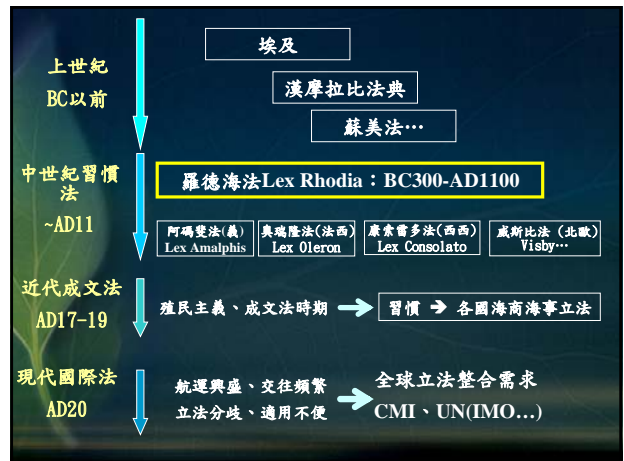 上世紀
BC以前
埃及
漢摩拉比法典
蘇美法…
中世紀習慣
法
~AD11
羅德海法Lex Rhodia：BC300-AD1100
阿碼斐法(義)
Lex Amalphis
奧瑞隆法(法西)
Lex Oleron
康索雷多法(西西)
Lex Consolato
威斯比法 (北歐)
Visby…
近代成文法
AD17-19
殖民主義、成文法時期
習慣 → 各國海商海事立法
現代國際法
AD20
航運興盛、交往頻繁
立法分歧、適用不便
全球立法整合需求
CMI、UN(IMO…)